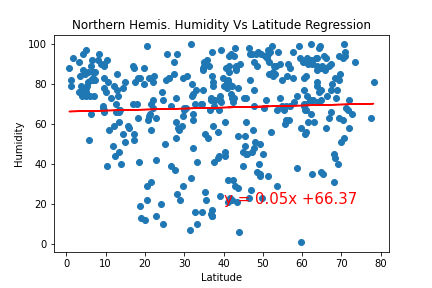 Northern Hemis. Humidity Vs Latitude Regression
100
80
60
40
20
0
Humidity
y = 0.05x +66.37
0 10 20 30 40 50 60 70 80
Latitude